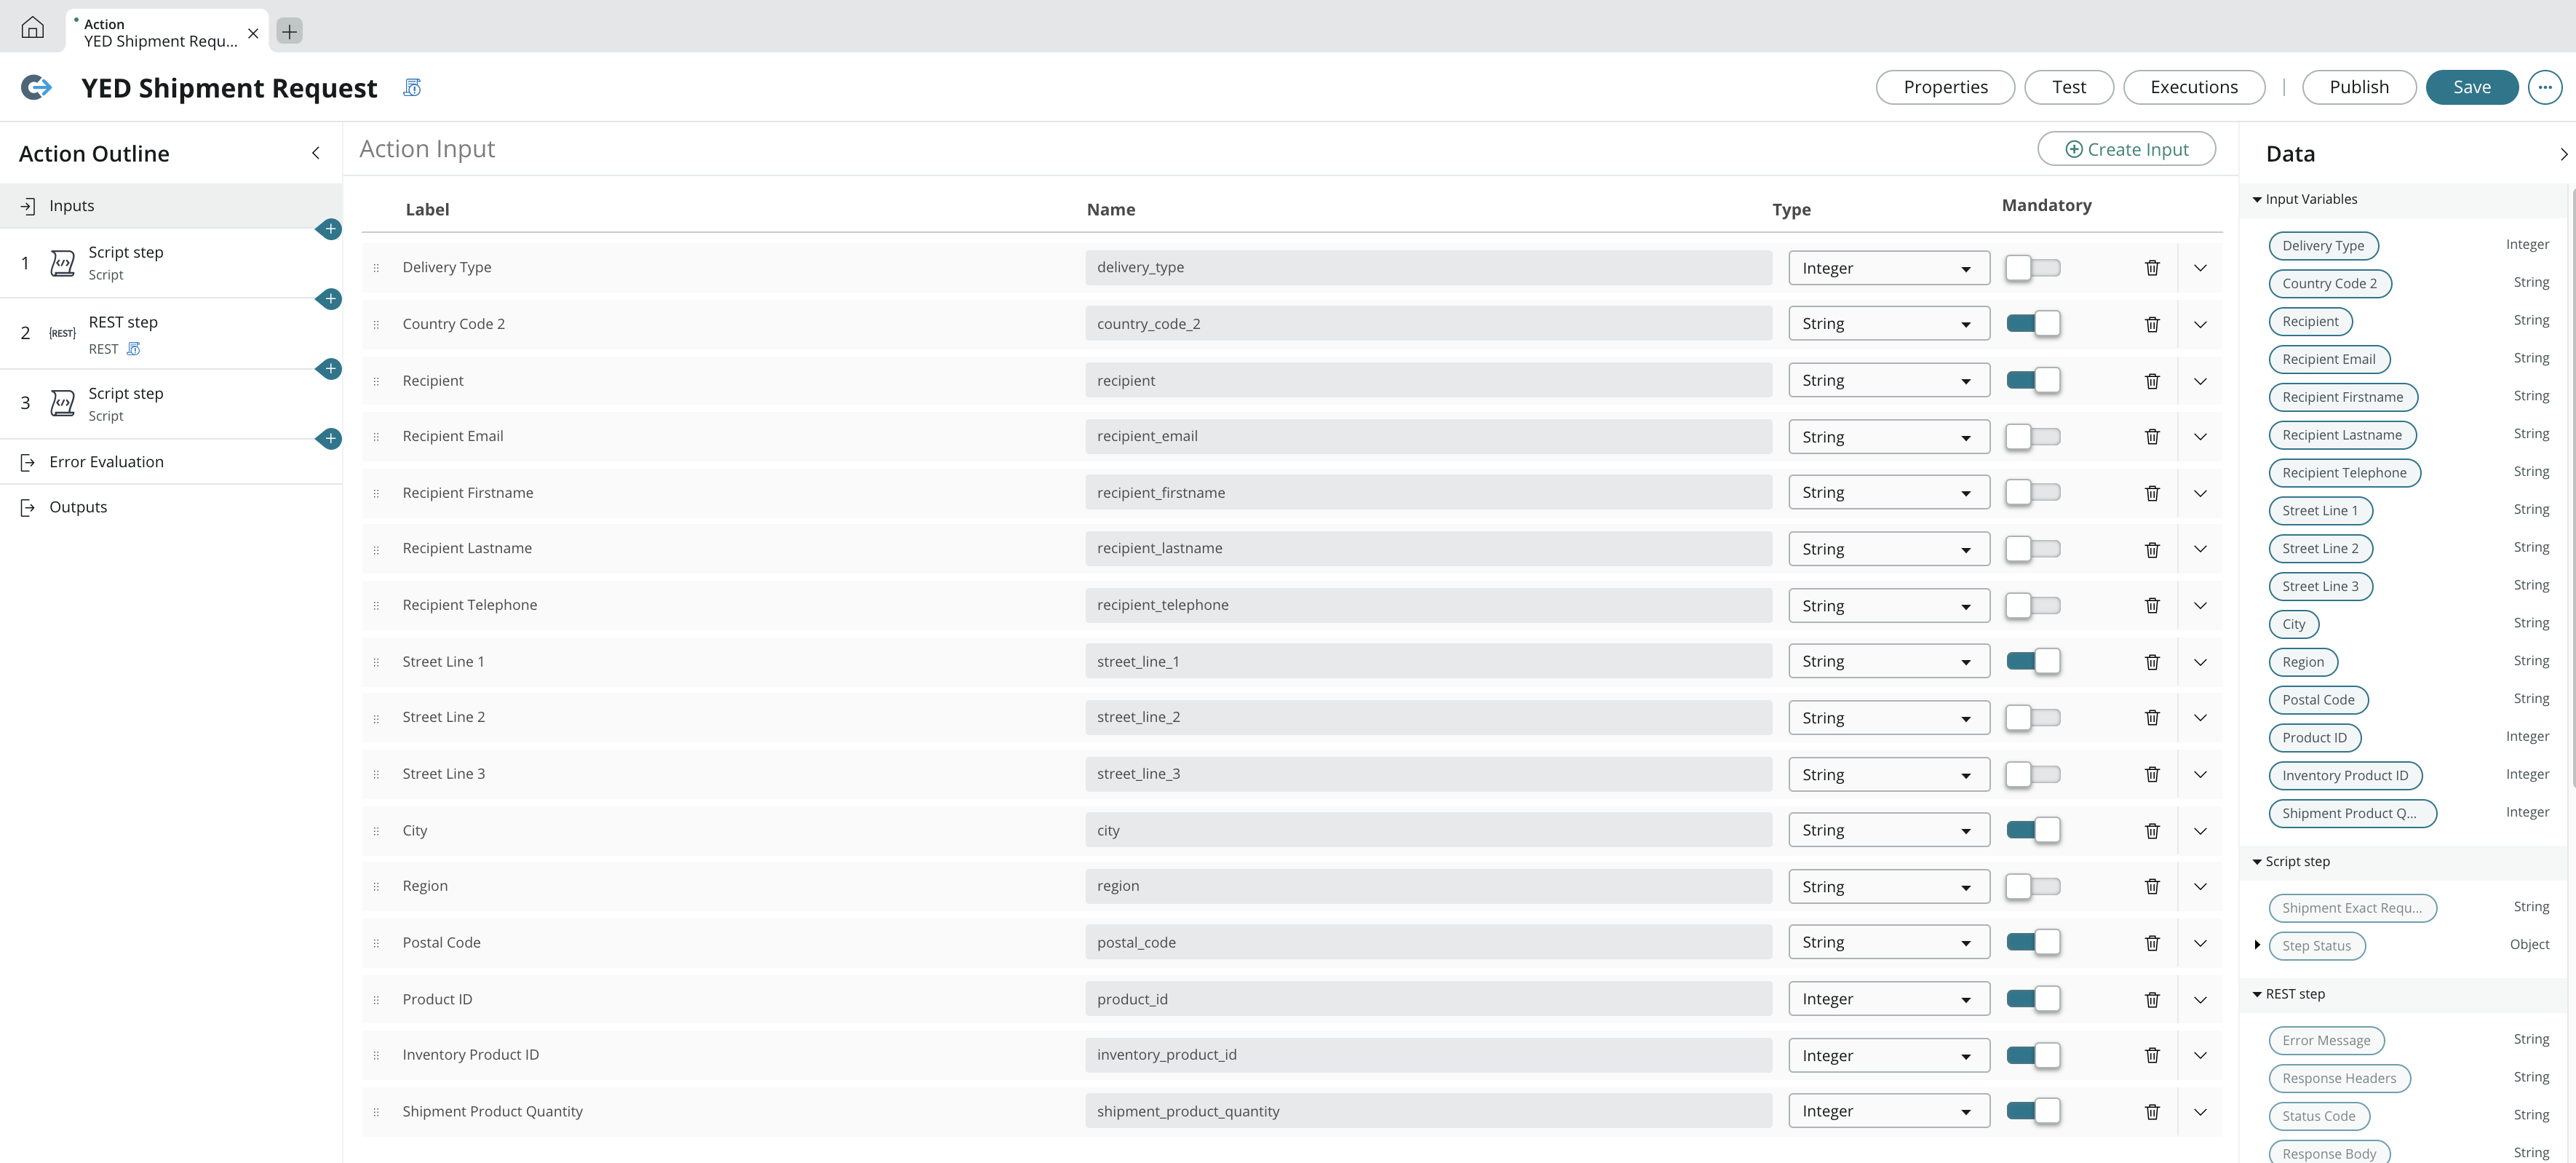 Action
YED Shipment Requ...
YED Shipment Request
Properties
Test
Executions
Publish
Save
Action Outline
Inputs
1
Script step
Script
2
{REST}
REST step
REST
3
Script step
Script
Error Evaluation
Outputs
Action Input
Create Input
Label Name Type Mandatory
Delivery Type delivery_type Integer
Country Code 2 country_code_2 String
Recipient recipient String
Recipient Email recipient_email String
Recipient Firstname recipient_firstname String
Recipient Lastname recipient_lastname String
Recipient Telephone recipient_telephone String
Street Line 1 street_line_1 String
Street Line 2 street_line_2 String
Street Line 3 street_line_3 String
City city String
Region region String
Postal Code postal_code String
Product ID product_id Integer
Inventory Product ID inventory_product_id Integer
Shipment Product Quantity shipment_product_quantity Integer
Data
Input Variables
Delivery Type Integer
Country Code 2 String
Recipient String
Recipient Email String
Recipient Firstname String
Recipient Lastname String
Recipient Telephone String
Street Line 1 String
Street Line 2 String
Street Line 3 String
City String
Region String
Postal Code String
Product ID Integer
Inventory Product ID Integer
Shipment Product Q... Integer
Script step
Shipment Exact Requ... String
Step Status Object
REST step
Error Message String
Response Headers String
Status Code String
Response Body String